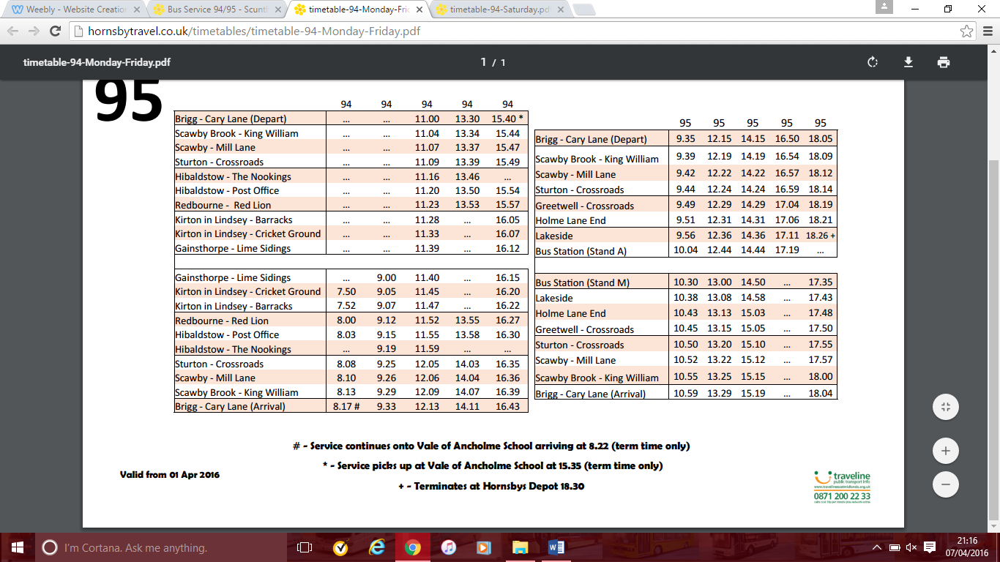 Weebly - Website Creation
Bus Service 94/95 - Scunth
timetable-94-Monday-Frid
timetable-94-Saturday.pdf
hornsbytravel.co.uk/timetables/timetable-94-Monday-Friday.pdf
timetable-94-Monday-Friday.pdf 1 / 1
95
94 94 94 94 94
Brigg - Cary Lane (Depart) ... ... 11.00 13.30 15.40 *
Scawby Brook - King William ... ... 11.04 13.34 15.44
Scawby - Mill Lane ... ... 11.07 13.37 15.47
Sturton - Crossroads ... ... 11.09 13.39 15.49
Hibaldstow - The Nookings ... ... 11.16 13.46 ...
Hibaldstow - Post Office ... ... 11.20 13.50 15.54
Redbourne - Red Lion ... ... 11.23 13.53 15.57
Kirton in Lindsey - Barracks ... ... 11.28 ... 16.05
Kirton in Lindsey - Cricket Ground ... ... 11.33 ... 16.07
Gainsthorpe - Lime Sidings ... ... 11.39 ... 16.12
Gainsthorpe - Lime Sidings ... 9.00 11.40 ... 16.15
Kirton in Lindsey - Cricket Ground 7.50 9.05 11.45 ... 16.20
Kirton in Lindsey - Barracks 7.52 9.07 11.47 ... 16.22
Redbourne - Red Lion 8.00 9.12 11.52 13.55 16.27
Hibaldstow - Post Office 8.03 9.15 11.55 13.58 16.30
Hibaldstow - The Nookings ... 9.19 11.59 ... ...
Sturton - Crossroads 8.08 9.25 12.05 14.03 16.35
Scawby - Mill Lane 8.10 9.26 12.06 14.04 16.36
Scawby Brook - King William 8.13 9.29 12.09 14.07 16.39
Brigg - Cary Lane (Arrival) 8.17 # 9.33 12.13 14.11 16.43
95 95 95 95 95
Brigg - Cary Lane (Depart) 9.35 12.15 14.15 16.50 18.05
Scawby Brook - King William 9.39 12.19 14.19 16.54 18.09
Scawby - Mill Lane 9.42 12.22 14.22 16.57 18.12
Sturton - Crossroads 9.44 12.24 14.24 16.59 18.14
Greetwell - Crossroads 9.49 12.29 14.29 17.04 18.19
Holme Lane End 9.51 12.31 14.31 17.06 18.21
Lakeside 9.56 12.36 14.36 17.11 18.26 +
Bus Station (Stand A) 10.04 12.44 14.44 17.19 ...
Bus Station (Stand M) 10.30 13.00 14.50 ... 17.35
Lakeside 10.38 13.08 14.58 ... 17.43
Holme Lane End 10.43 13.13 15.03 ... 17.48
Greetwell - Crossroads 10.45 13.15 15.05 ... 17.50
Sturton - Crossroads 10.50 13.20 15.10 ... 17.55
Scawby - Mill Lane 10.52 13.22 15.12 ... 17.57
Scawby Brook - King William 10.55 13.25 15.15 ... 18.00
Brigg - Cary Lane (Arrival) 10.59 13.29 15.19 ... 18.04
# - Service continues onto Vale of Ancholme School arriving at 8.22 (term time only)
* - Service picks up at Vale of Ancholme School at 15.35 (term time only)
+ - Terminates at Hornsbys Depot 18.30
Valid from 01 Apr 2016
traveline
public transport info
www.travelineeastmidlands.org.uk
0871 200 22 33
I'm Cortana. Ask me anything.
21:16
07/04/2016